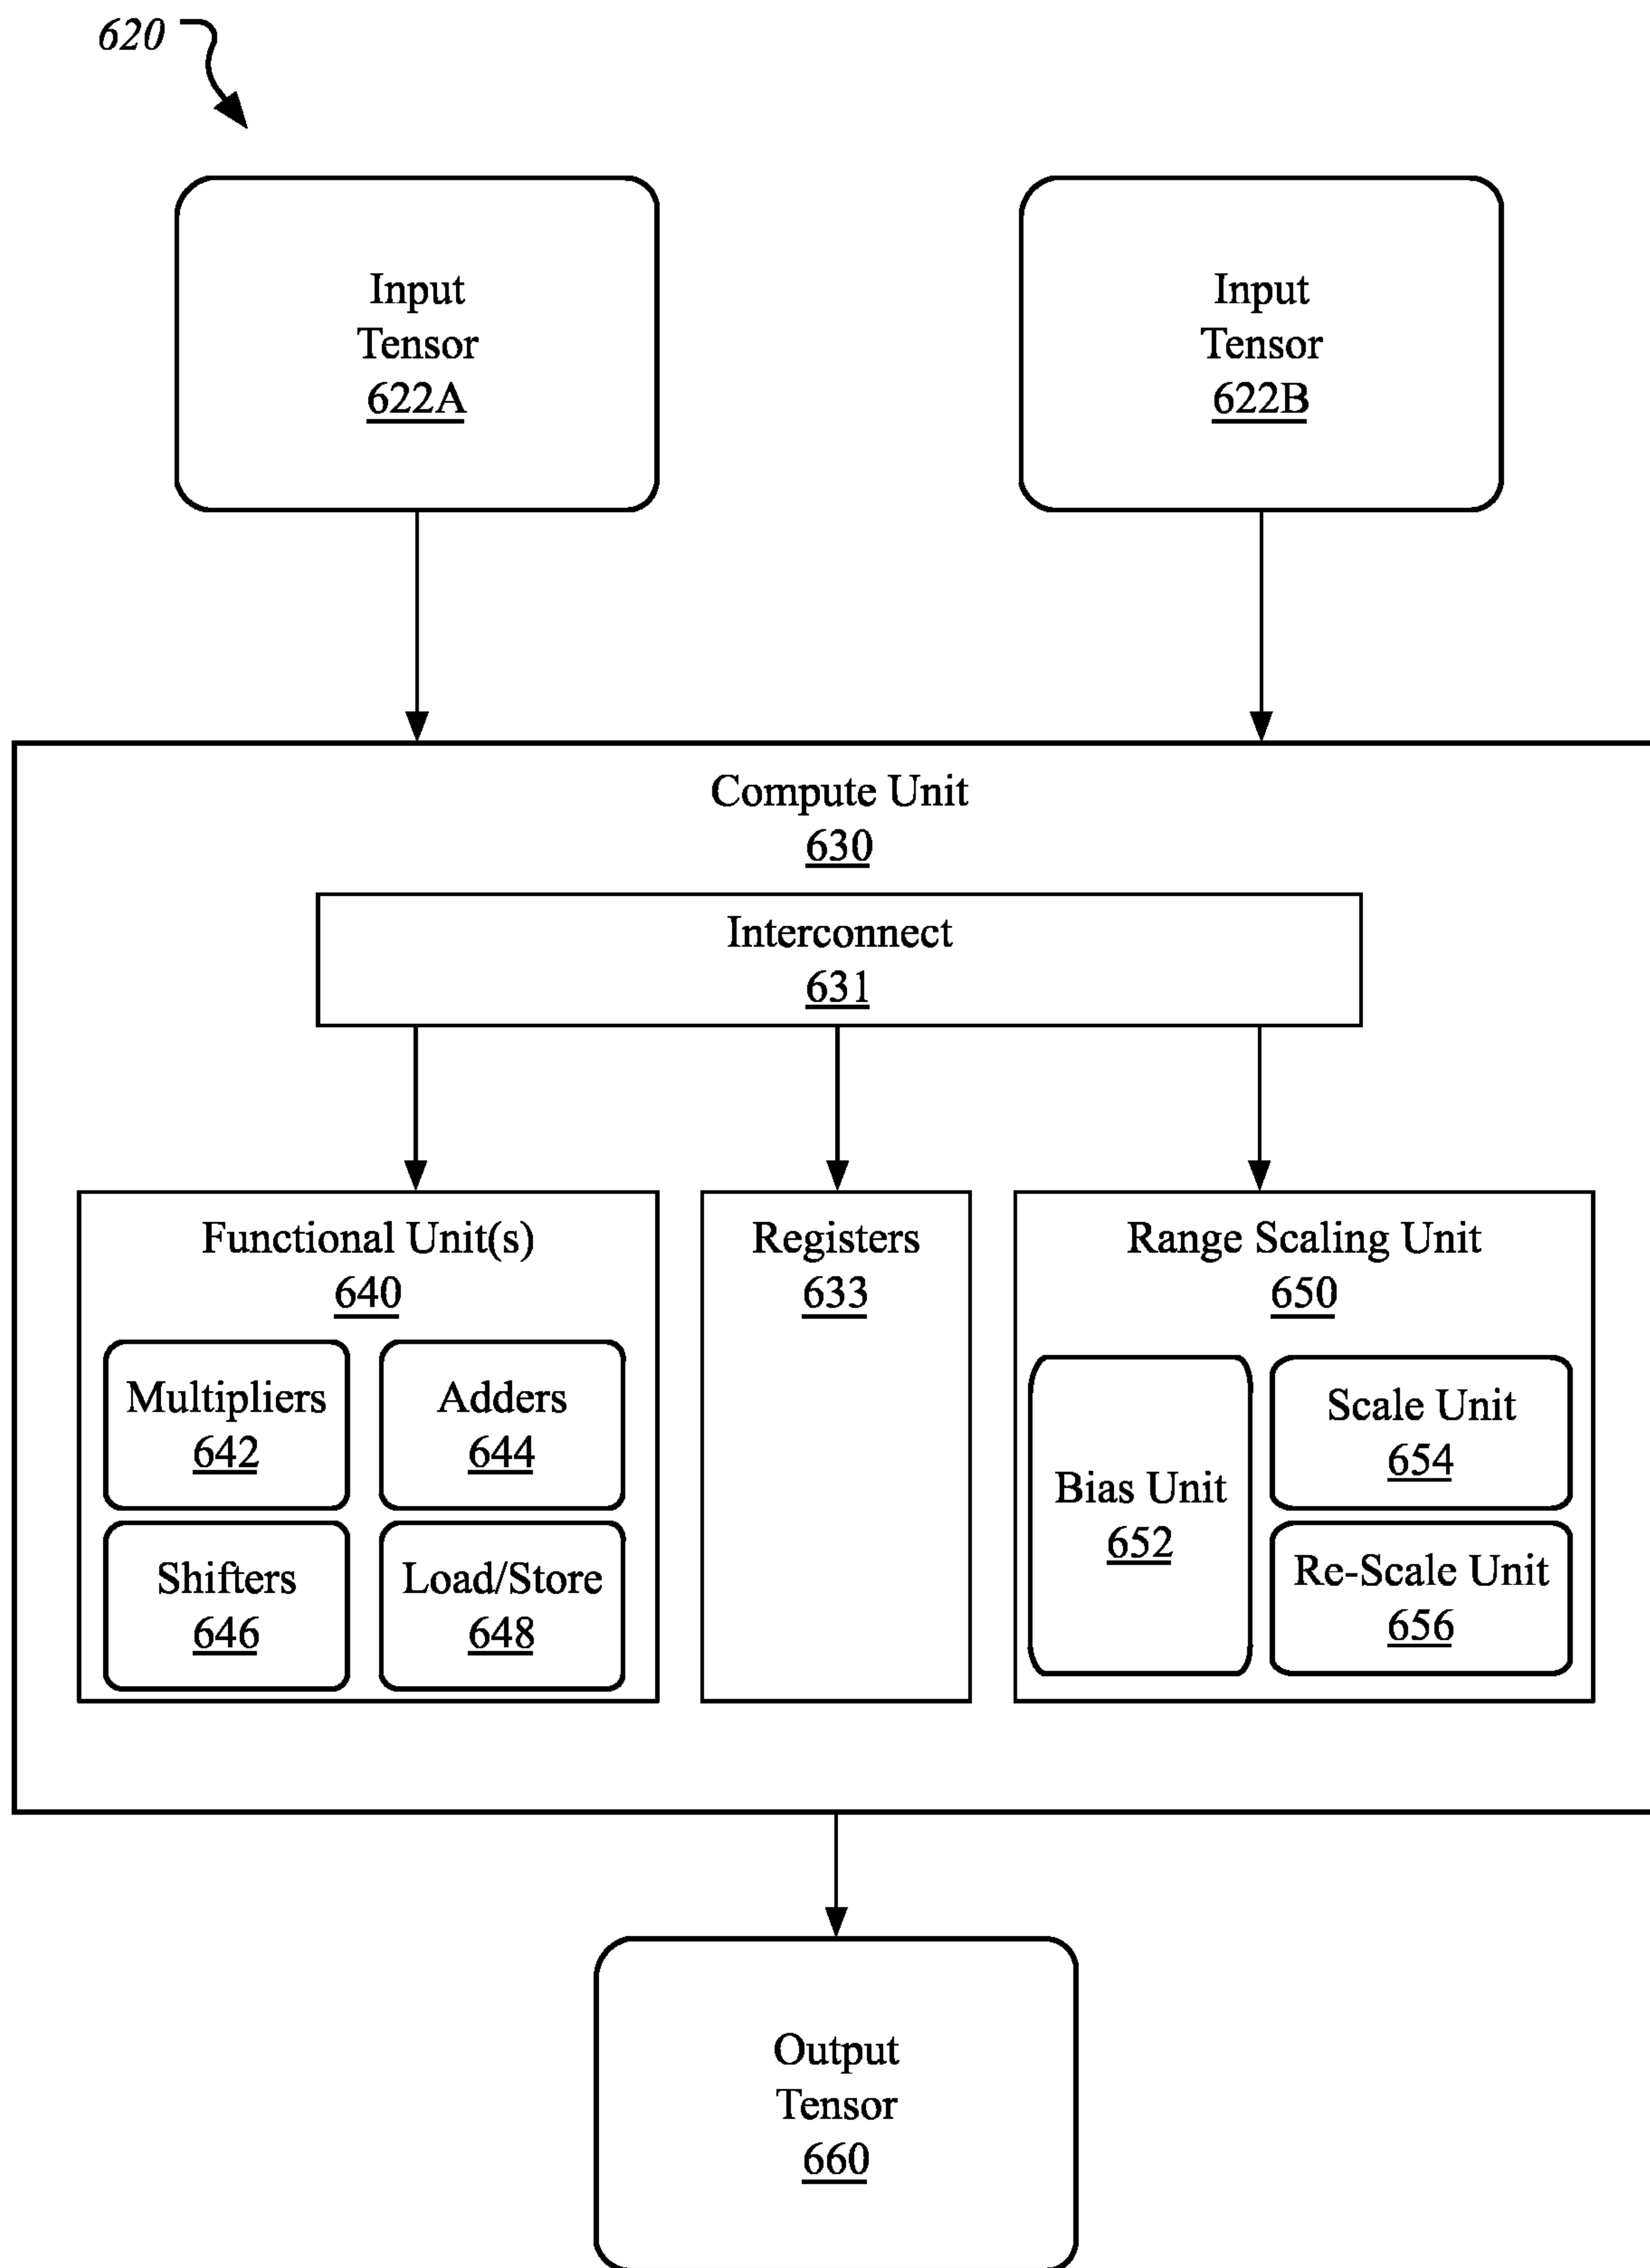 620
Input
Tensor
622A
Input
Tensor
622B
Compute Unit
630
Interconnect
631
Functional Unit(s)
640
Multipliers
642
Adders
644
Shifters
646
Load/Store
648
Registers
633
Range Scaling Unit
650
Bias Unit
652
Scale Unit
654
Re-Scale Unit
656
Output
Tensor
660